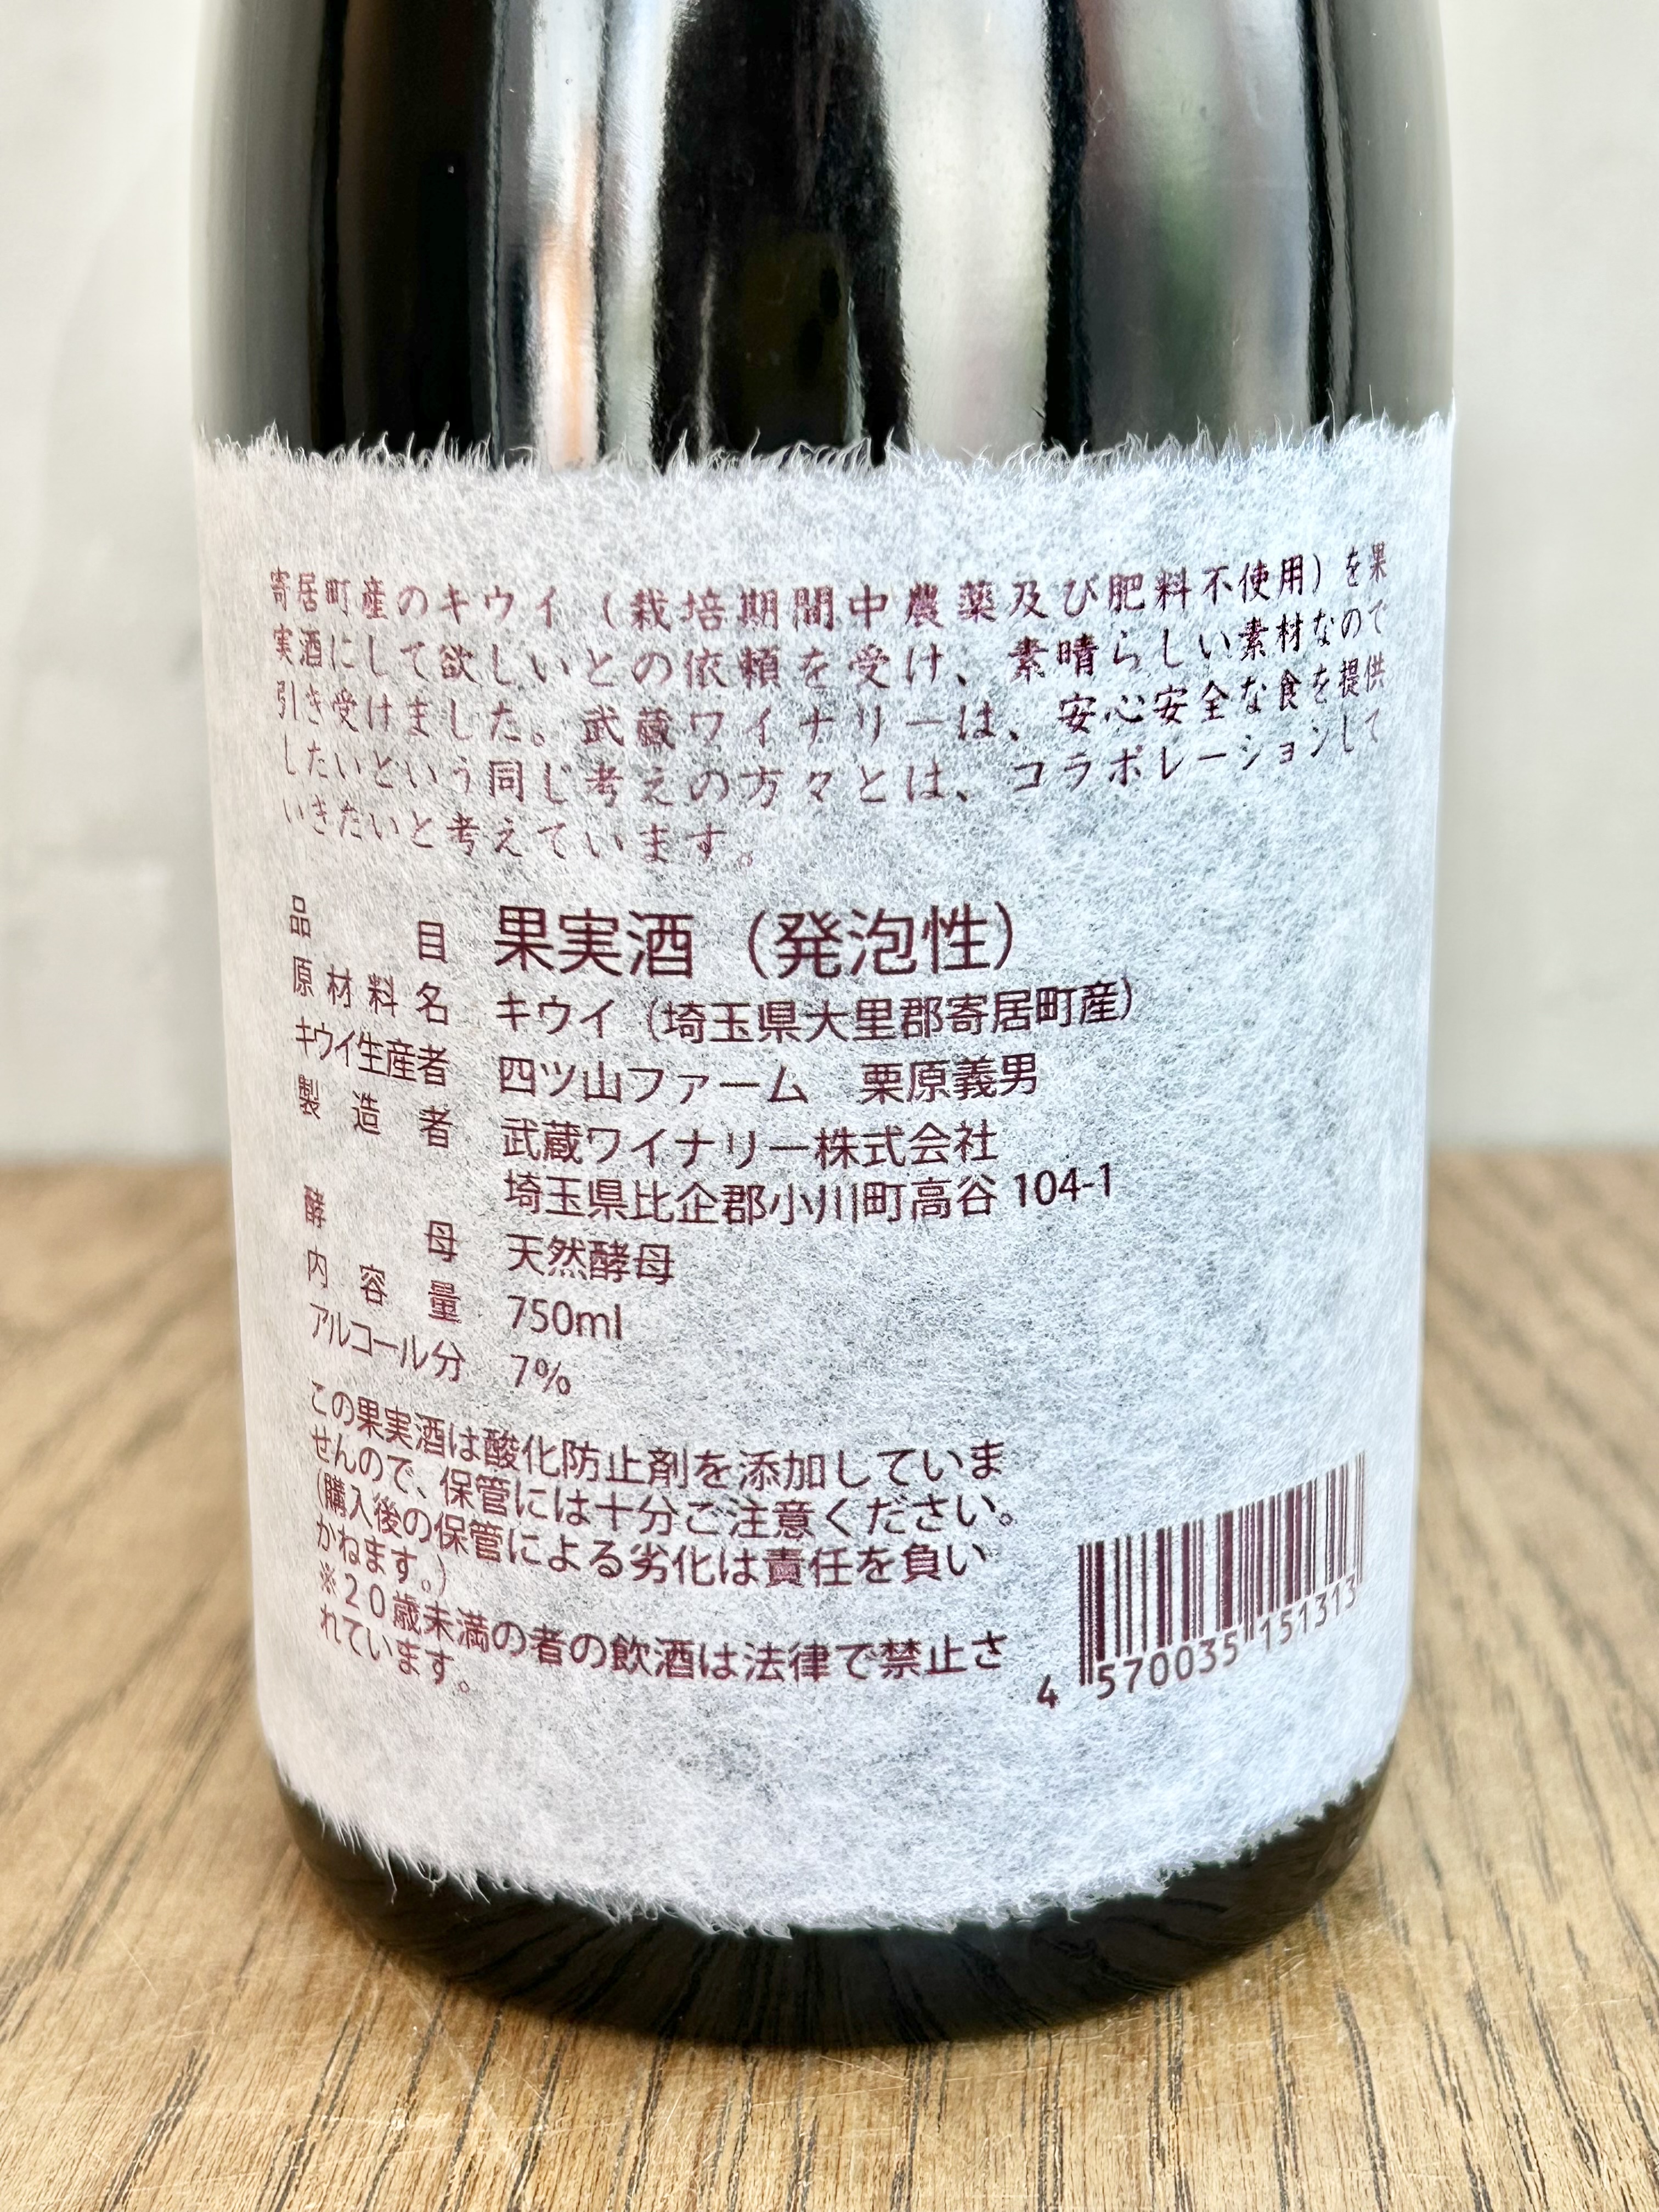 寄居町産のキウイ（栽培期間中農薬及び肥料不使用）を果
実酒にして欲しいとの依頼を受け、素晴らしい素材なので
引き受けました。武蔵ワイナリーは、安心安全な食を提供
したいという同じ考えの方々とは、コラボレーションして
いきたいと考えています。
品目 果実酒（発泡性）
原材料名 キウイ（埼玉県大里郡寄居町産）
キウイ生産者 四ツ山ファーム 栗原義男
製造者 武蔵ワイナリー株式会社
埼玉県比企郡小川町高谷 104-1
酵母 天然酵母
内容量 750ml
アルコール分 7%
この果実酒は酸化防止剤を添加していま
せんので、保管には十分ご注意ください。
(購入後の保管による劣化は責任を負い
かねます。)
※２０歳未満の者の飲酒は法律で禁止さ
れています。
4 570035 151313